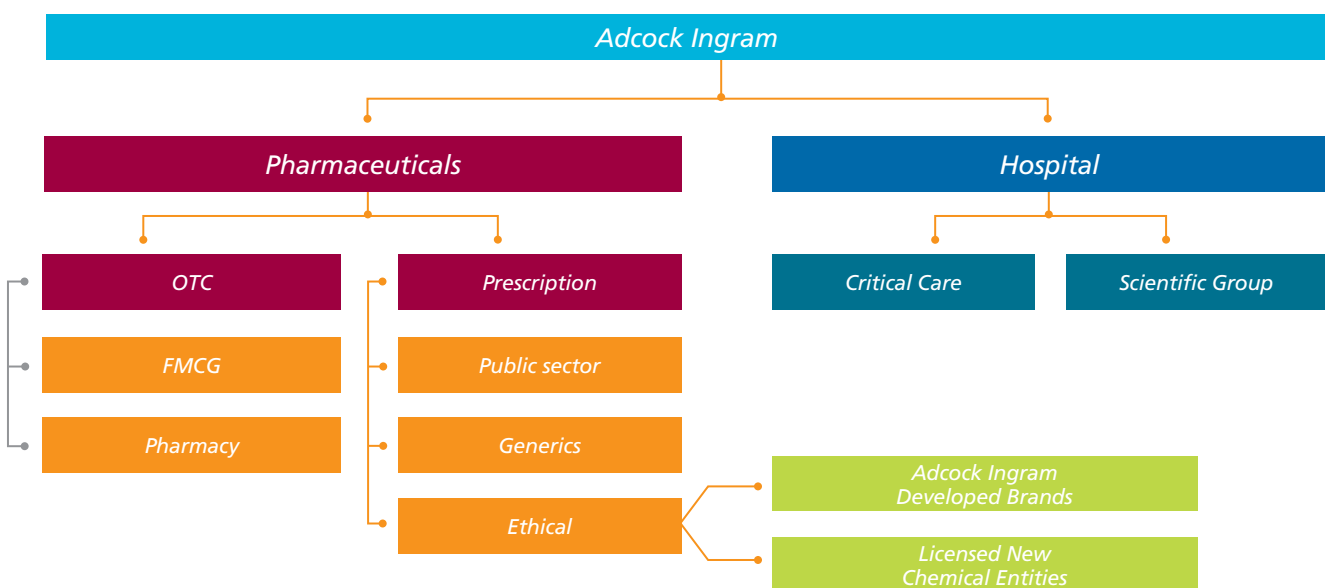 Adcock Ingram
Pharmaceuticals
Hospital
OTC
Prescription
Critical Care
Scientific Group
FMCG
Public sector
Pharmacy
Generics
Adcock Ingram
Developed Brands
Ethical
Licensed New
Chemical Entities